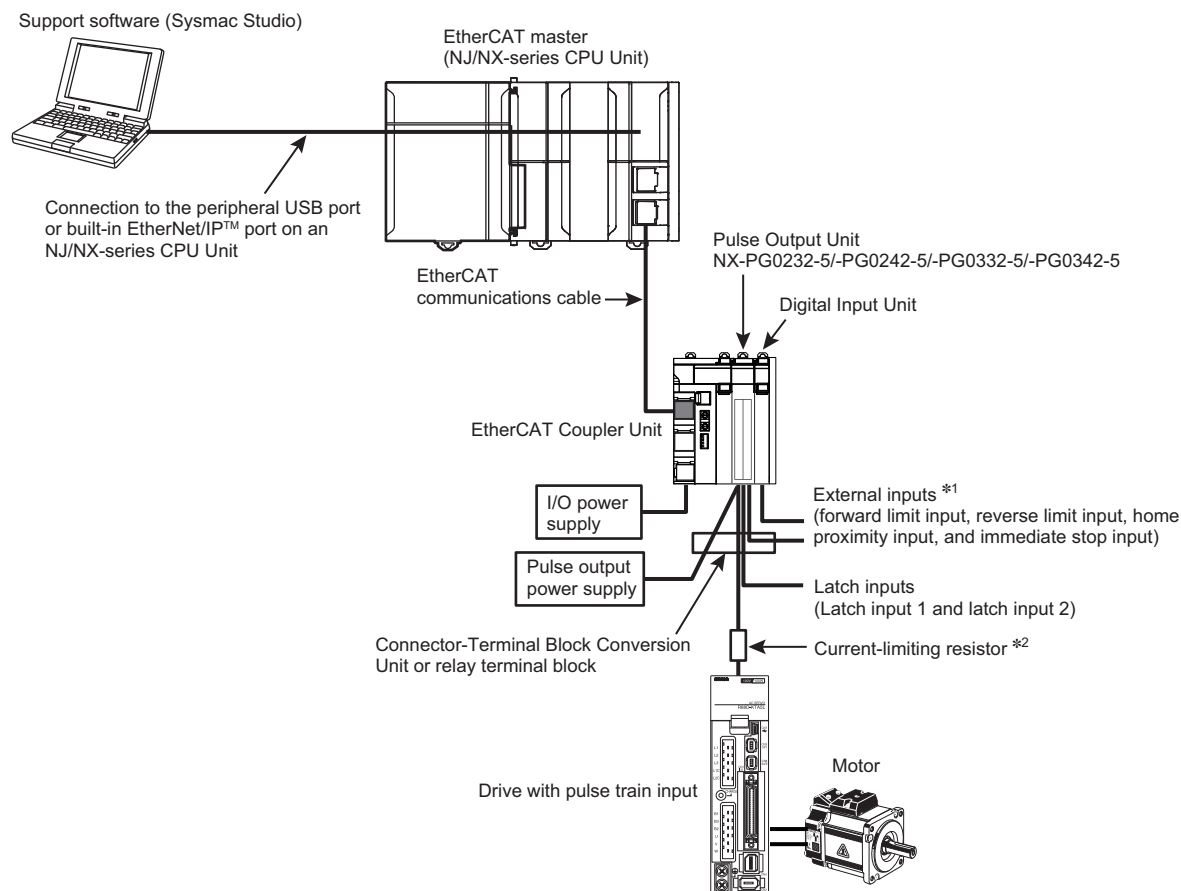 Support software (Sysmac Studio)
EtherCAT master
(NJ/NX-series CPU Unit)
Connection to the peripheral USB port
or built-in EtherNet/IP™ port on an
NJ/NX-series CPU Unit
EtherCAT
communications cable
Pulse Output Unit
NX-PG0232-5/-PG0242-5/-PG0332-5/-PG0342-5
Digital Input Unit
EtherCAT Coupler Unit
I/O power
supply
External inputs *1
(forward limit input, reverse limit input, home
proximity input, and immediate stop input)
Pulse output
power supply
Latch inputs
(Latch input 1 and latch input 2)
Connector-Terminal Block Conversion
Unit or relay terminal block
Current-limiting resistor *2
Drive with pulse train input
Motor